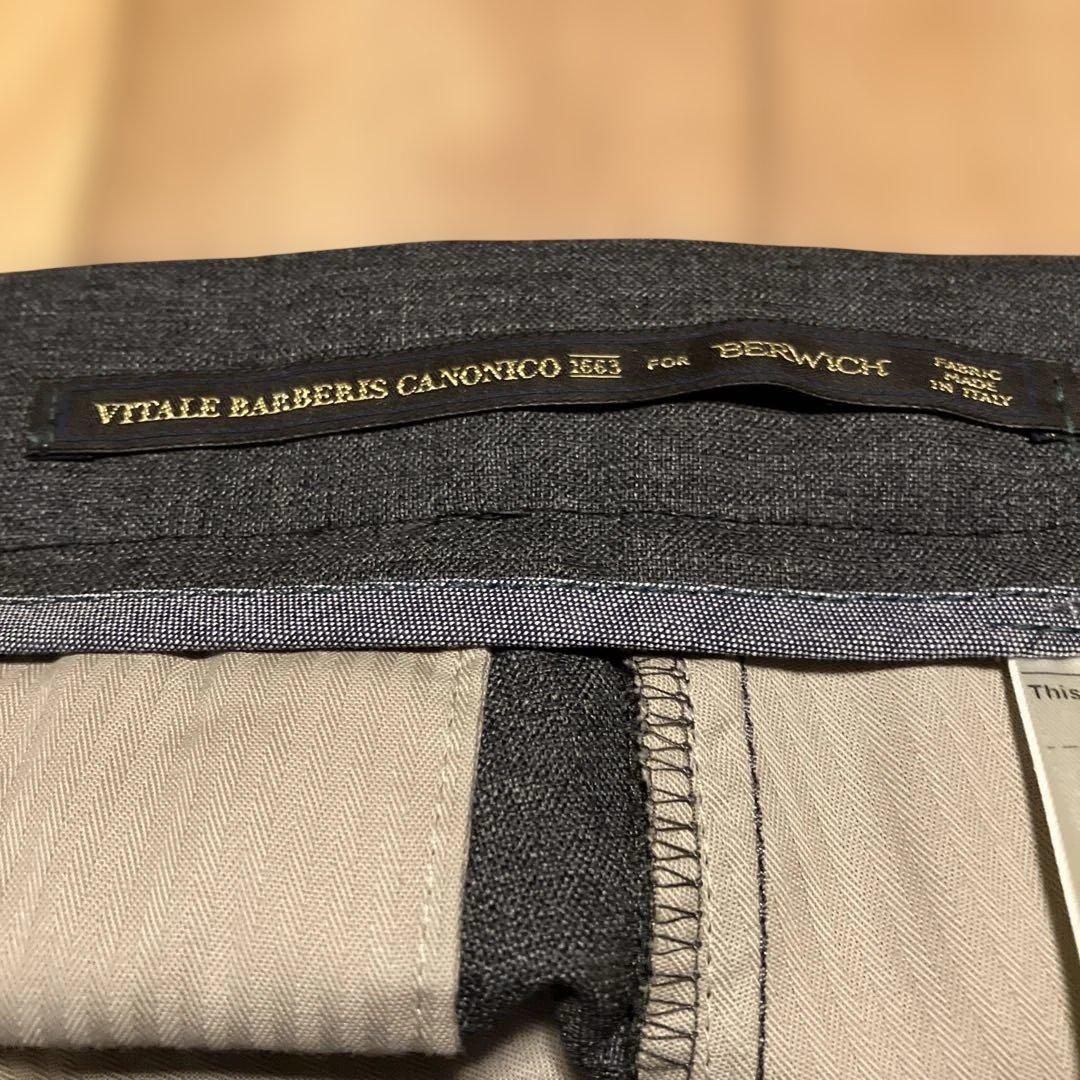 VITALE BARBERIS CANONICO 1663 FOR BERWICH
FABRIC
MADE
IN ITALY
This